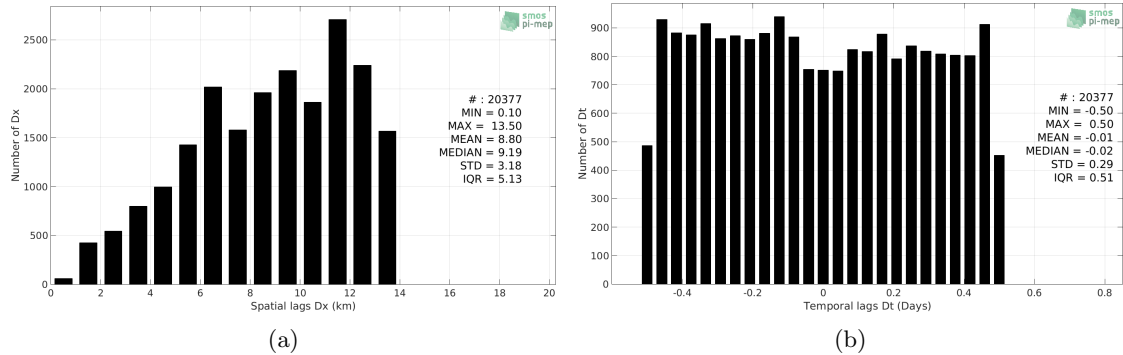 smos
pi-mep
2500
2000
1500
1000
500
0
Number of Dx
# : 20377
MIN = 0.10
MAX = 13.50
MEAN = 8.80
MEDIAN = 9.19
STD = 3.18
IQR = 5.13
0 2 4 6 8 10 12 14 16 18 20
Spatial lags Dx (km)
(a)
smos
pi-mep
900
800
700
600
500
400
300
200
100
0
Number of Dt
# : 20377
MIN = -0.50
MAX = 0.50
MEAN = -0.01
MEDIAN = -0.02
STD = 0.29
IQR = 0.51
-0.4 -0.2 0 0.2 0.4 0.6 0.8
Temporal lags Dt (Days)
(b)